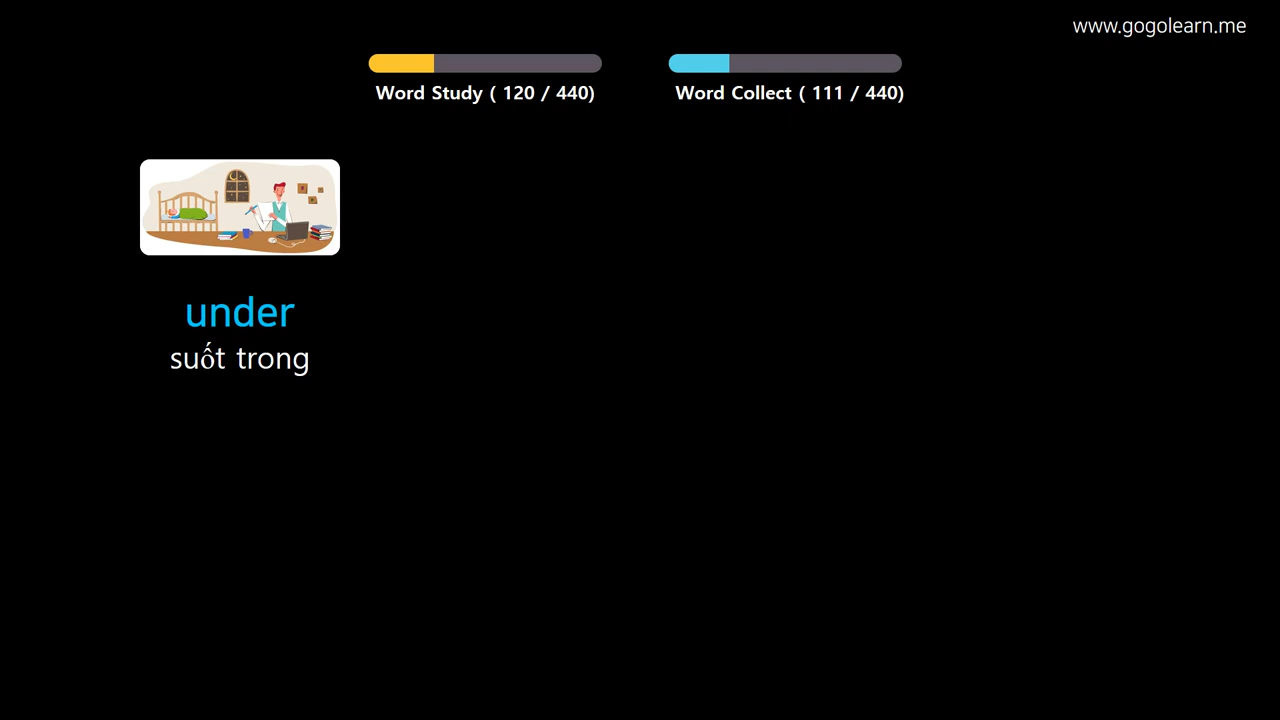 www.gogolearn.me
Word Study ( 120 / 440)
Word Collect ( 111 / 440)
under
suốt trong